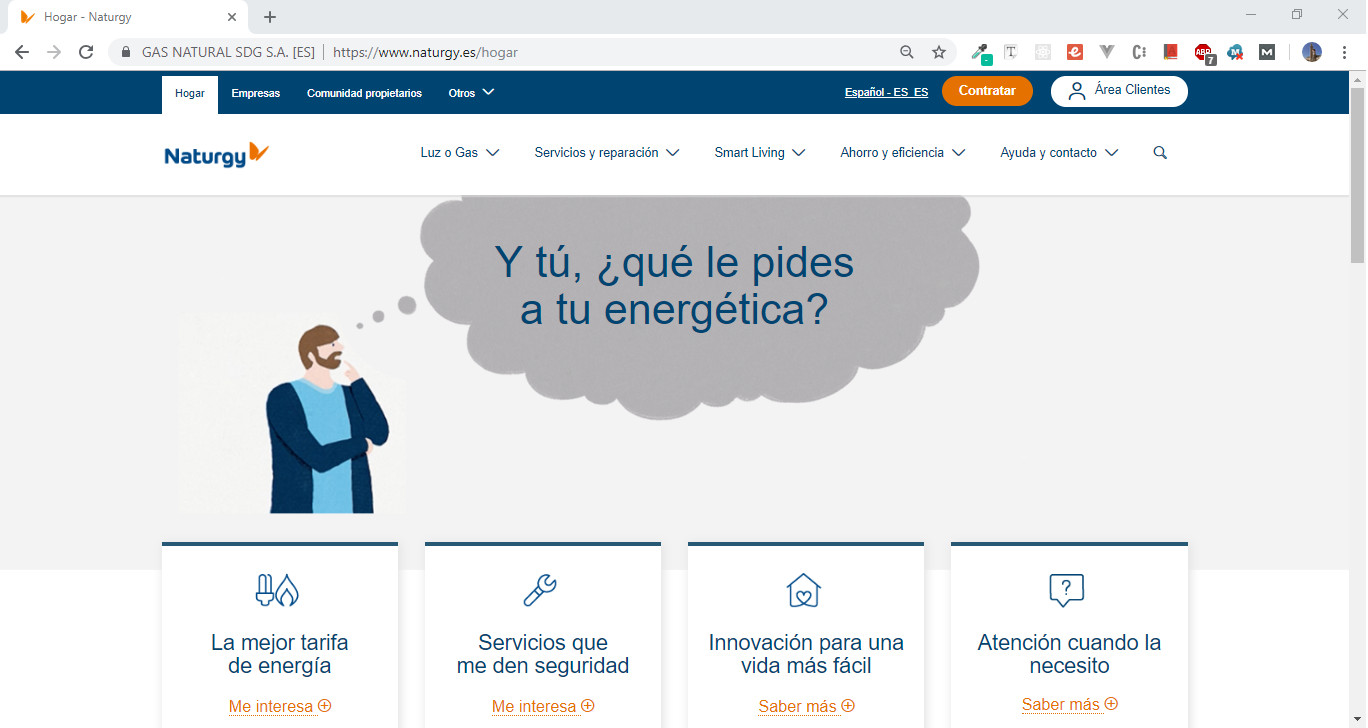 Hogar - Naturgy
GAS NATURAL SDG S.A. [ES] | https://www.naturgy.es/hogar
ABP
7
Hogar
Empresas
Comunidad propietarios
Otros
Español - ES_ES
Contratar
Área Clientes
Naturgy
Luz o Gas
Servicios y reparación
Smart Living
Ahorro y eficiencia
Ayuda y contacto
Y tú, ¿qué le pides
a tu energética?
La mejor tarifa
de energía
Me interesa
Servicios que
me den seguridad
Me interesa
Innovación para una
vida más fácil
Saber más
Atención cuando la
necesito
Saber más